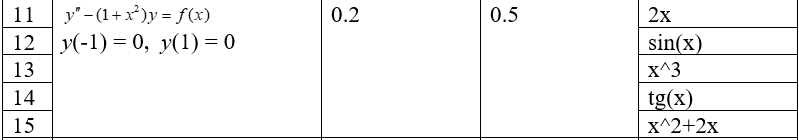 11 y″−(1+x²)y = f(x) 0.2 0.5 2x
12 y(-1) = 0, y(1) = 0 sin(x)
13 x^3
14 tg(x)
15 x^2+2x